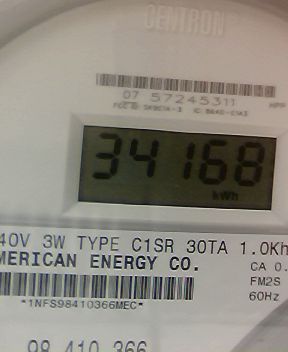 CENTRON
07 57245311
34168
kWh
40V 3W TYPE C1SR 30TA 1.0Kh
MERICAN ENERGY CO.
CA 0.
FM2S
60Hz
*1NFS98410366MEC*
98 410 366